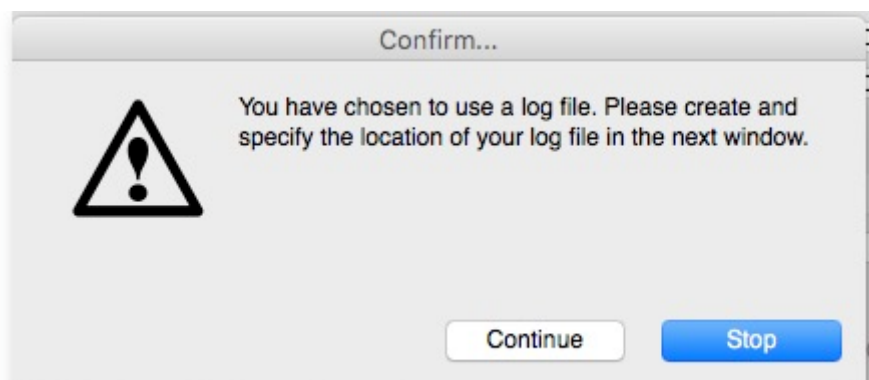 Confirm...
You have chosen to use a log file. Please create and
specify the location of your log file in the next window.
Continue
Stop